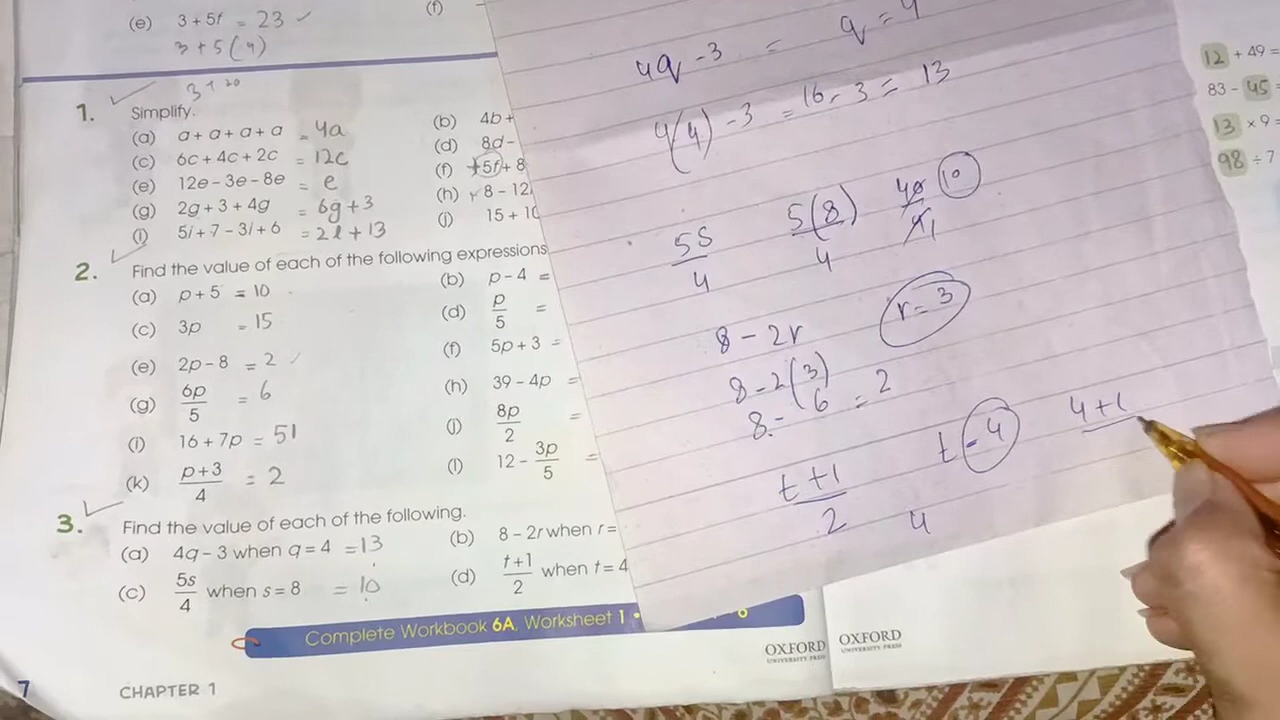 (e) 3 + 5f = 23 ✓
(f)
3 + 5(4)
3 + 20
1. Simplify.
(a) a + a + a + a = 4a
(b) 4b +
(c) 6c + 4c + 2c = 12c
(d) 8d -
(e) 12e - 3e - 8e = e
(f) 5f + 8
(g) 2g + 3 + 4g = 6g + 3
(h) 8 - 12
(i) 5i + 7 - 3i + 6 = 2i + 13
(j) 15 + 10
2. Find the value of each of the following expressions
(a) p + 5 = 10
(b) p - 4 =
(c) 3p = 15
(d) p/5 =
(e) 2p - 8 = 2
(f) 5p + 3 =
(g) 6p/5 = 6
(h) 39 - 4p =
(i) 16 + 7p = 51
(j) 8p/2 =
(k) p+3/4 = 2
(l) 12 - 3p/5 =
3. Find the value of each of the following.
(a) 4q - 3 when q = 4 = 13
(b) 8 - 2r when r =
(c) 5s/4 when s = 8 = 10
(d) t+1/2 when t = 4
Complete Workbook 6A, Worksheet 1 •
7 CHAPTER 1
OXFORD
UNIVERSITY PRESS
OXFORD
UNIVERSITY PRESS
4q - 3 = q = 4
4(4) - 3 = 16 - 3 = 13
5s/4 5(8)/4 10
8 - 2r r = 3
8 - 2(3)
8 - 6 = 2
t+1/2 t = 4 4+1
4
12 + 49 =
83 - 45 =
13 × 9 =
98 ÷ 7